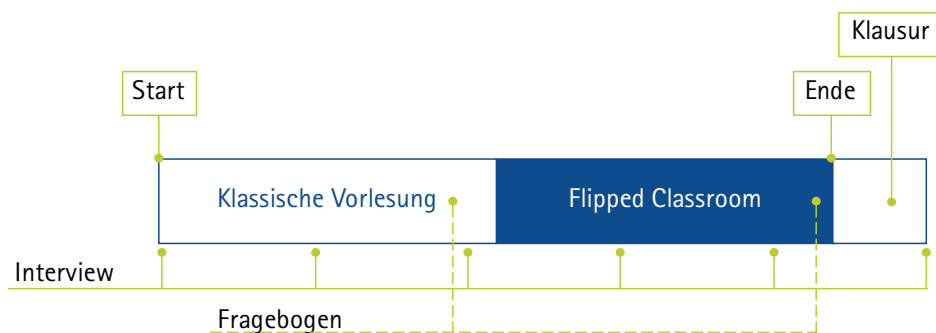 Klausur
Start
Ende
Klassische Vorlesung
Flipped Classroom
Interview
Fragebogen